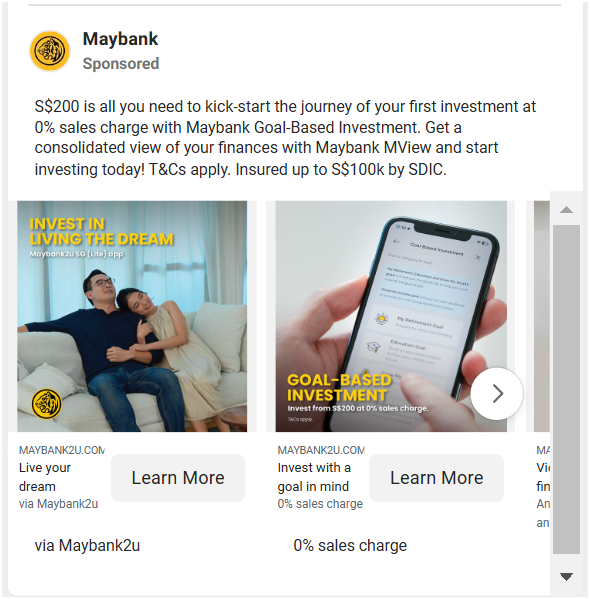 Maybank
Sponsored
S$200 is all you need to kick-start the journey of your first investment at
0% sales charge with Maybank Goal-Based Investment. Get a
consolidated view of your finances with Maybank MView and start
investing today! T&Cs apply. Insured up to S$100k by SDIC.
INVEST IN
LIVING THE DREAM
Maybank2u SG (Lite) app
Goal-Based Investment
My Retirement Goal
Education Goal
GOAL-BASED
INVESTMENT
Invest from S$200 at 0% sales charge.
T&Cs apply.
MAYBANK2U.COM
Live your
dream
via Maybank2u
Learn More
MAYBANK2U.COM
Invest with a
goal in mind
0% sales charge
Learn More
MA
Vi
fin
An
an
via Maybank2u
0% sales charge